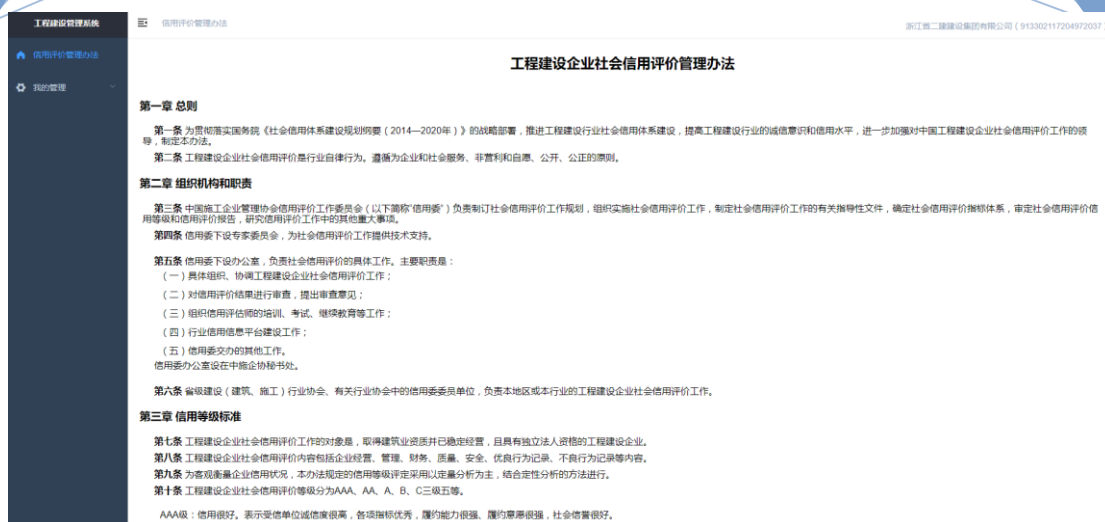 工程建设管理系统
信用评价管理办法
浙江省二建建设集团有限公司（913302117204972037）
信用评价管理办法
我的管理
工程建设企业社会信用评价管理办法
第一章 总则
第一条 为贯彻落实国务院《社会信用体系建设规划纲要（2014—2020年）》的战略部署，推进工程建设行业社会信用体系建设，提高工程建设行业的诚信意识和信用水平，进一步加强对中国工程建设企业社会信用评价工作的领
导，制定本办法。
第二条 工程建设企业社会信用评价是行业自律行为。遵循为企业和社会服务、非营利和自愿、公开、公正的原则。
第二章 组织机构和职责
第三条 中国施工企业管理协会信用评价工作委员会（以下简称“信用委”）负责制订社会信用评价工作规划，组织实施社会信用评价工作，制定社会信用评价工作的有关指导性文件，确定社会信用评价指标体系，审定社会信用评价信
用等级和信用评价报告，研究信用评价工作中的其他重大事项。
第四条 信用委下设专家委员会，为社会信用评价工作提供技术支持。
第五条 信用委下设办公室，负责社会信用评价的具体工作。主要职责是：
（一）具体组织、协调工程建设企业社会信用评价工作；
（二）对信用评价结果进行审查，提出审查意见；
（三）组织信用评估师的培训、考试、继续教育等工作；
（四）行业信用信息平台建设工作；
（五）信用委交办的其他工作。
信用委办公室设在中施企协秘书处。
第六条 省级建设（建筑、施工）行业协会、有关行业协会中的信用委委员单位，负责本地区或本行业的工程建设企业社会信用评价工作。
第三章 信用等级标准
第七条 工程建设企业社会信用评价工作的对象是，取得建筑业资质并已稳定经营，且具有独立法人资格的工程建设企业。
第八条 工程建设企业社会信用评价内容包括企业经营、管理、财务、质量、安全、优良行为记录、不良行为记录等内容。
第九条 为客观衡量企业信用状况，本办法规定的信用等级评定采用以定量分析为主，结合定性分析的方法进行。
第十条 工程建设企业社会信用评价等级分为AAA、AA、A、B、C三级五等。
AAA级：信用很好。表示受信单位诚信度很高，各项指标优秀，履约能力很强、履约意愿很强，社会信誉很好。